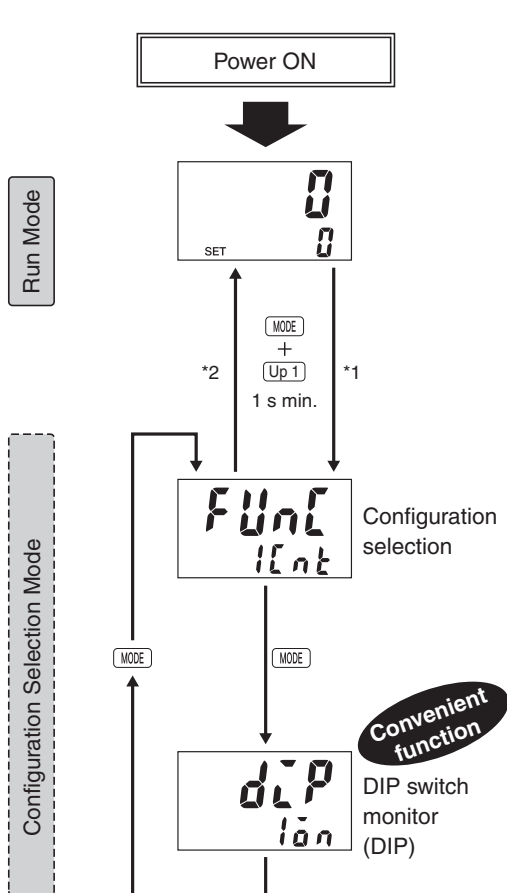 Power ON
Run Mode
0
SET 0
MODE
+
*2 Up 1 *1
1 s min.
Configuration Selection Mode
FUnC
1Cnt
Configuration
selection
MODE
MODE
Convenient
function
diP
1on
DIP switch
monitor
(DIP)